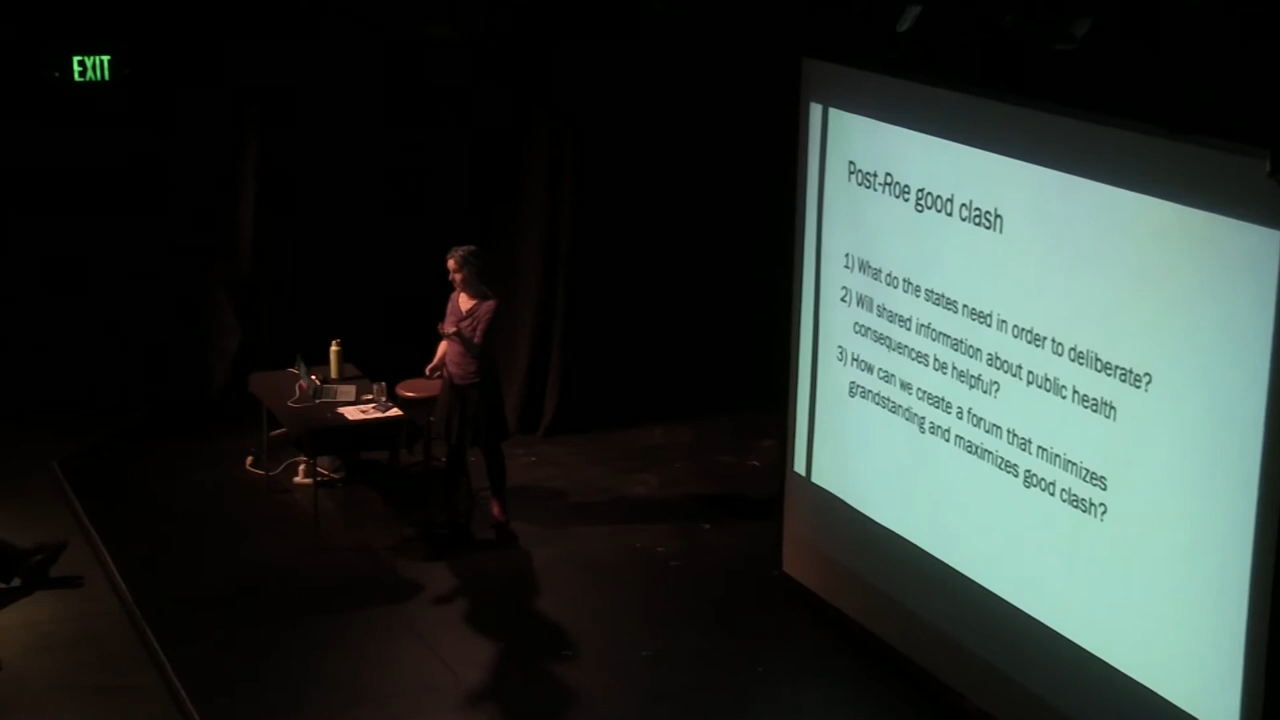 EXIT
Post-Roe good clash
1) What do the states need in order to deliberate?
2) Will shared information about public health
consequences be helpful?
3) How can we create a forum that minimizes
grandstanding and maximizes good clash?